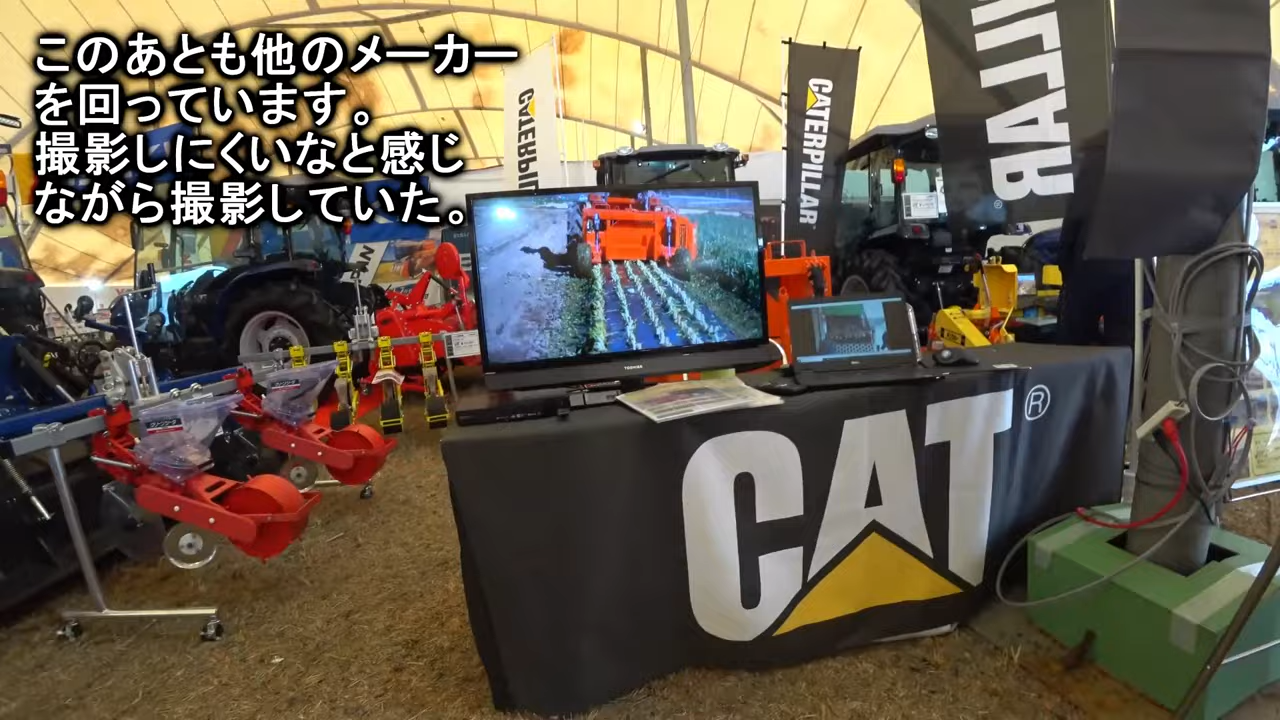 このあとも他のメーカー
を回っています。
撮影しにくいなと感じ
ながら撮影していた。
CATERPILLAR
CATERPILLAR
ILLAR
®
TOSHIBA
CAT®